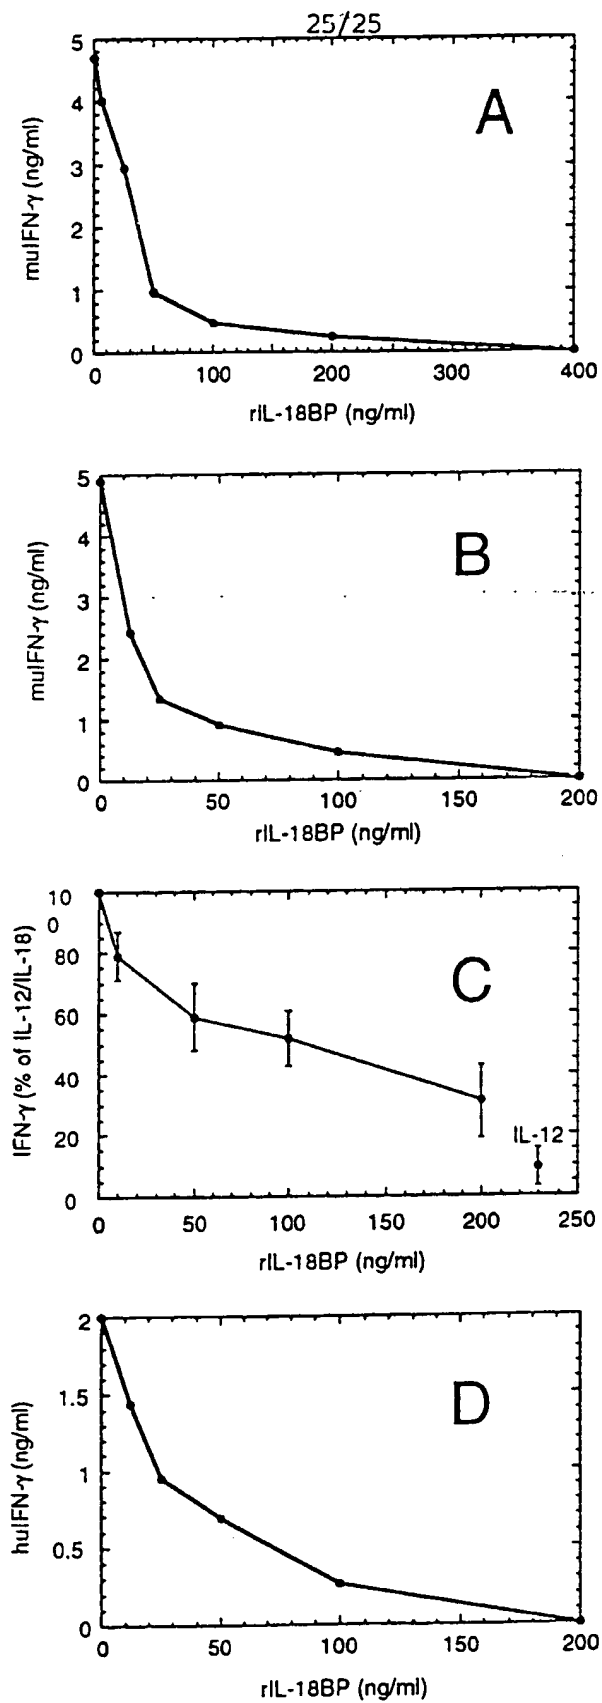 25/25
5
4
3
2
1
0
muIFN-γ (ng/ml)
A
0 100 200 300 400
rIL-18BP (ng/ml)
5
4
3
2
1
0
muIFN-γ (ng/ml)
B
0 50 100 150 200
rIL-18BP (ng/ml)
10
0
80
60
40
20
0
IFN-γ (% of IL-12/IL-18)
C
IL-12
0 50 100 150 200 250
rIL-18BP (ng/ml)
2
1.5
1
0.5
0
huIFN-γ (ng/ml)
D
0 50 100 150 200
rIL-18BP (ng/ml)